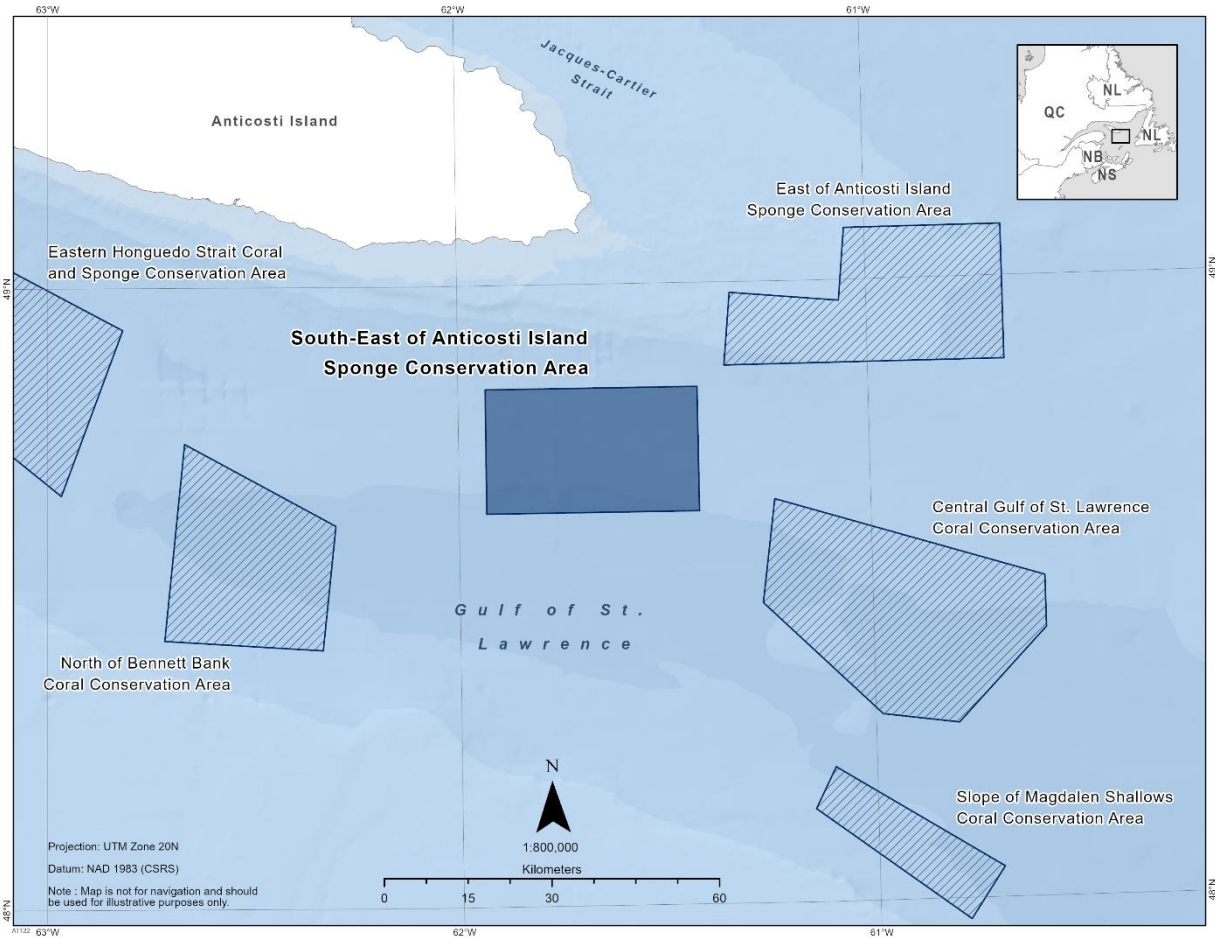 63°W
62°W
61°W
Jacques-Cartier
Strait
Anticosti Island
QC
NL
NL
NB
NS
East of Anticosti Island
Sponge Conservation Area
Eastern Honguedo Strait Coral
and Sponge Conservation Area
49°N
49°N
South-East of Anticosti Island
Sponge Conservation Area
Central Gulf of St. Lawrence
Coral Conservation Area
Gulf of St.
Lawrence
North of Bennett Bank
Coral Conservation Area
N
Slope of Magdalen Shallows
Coral Conservation Area
Projection: UTM Zone 20N
Datum: NAD 1983 (CSRS)
Note : Map is not for navigation and should
be used for illustrative purposes only.
1:800,000
Kilometers
0 15 30 60
48°N
48°N
A1122
63°W
62°W
61°W